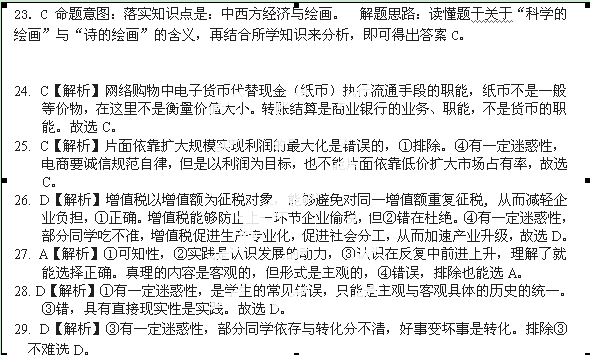 23. C 命题意图：落实知识点是：中西方经济与绘画。 解题思路：读懂题干关于“科学的
绘画”与“诗的绘画”的含义，再结合所学知识来分析，即可得出答案C。
24. C【解析】网络购物中电子货币代替现金（纸币）执行流通手段的职能，纸币不是一般
等价物，在这里不是衡量价值大小。转账结算是商业银行的业务、职能，不是货币的职
能。故选C。
25. C【解析】片面依靠扩大规模实现利润的最大化是错误的，①排除。④有一定迷惑性，
电商要诚信规范自律，但是以利润为目标，也不能片面依靠低价扩大市场占有率，故选
C。
26. D【解析】增值税以增值额为征税对象，能够避免对同一增值额重复征税，从而减轻企
业负担，①正确。增值税能够防止上一环节企业偷税，但②错在杜绝。④有一定迷惑性，
部分同学吃不准，增值税促进生产专业化，促进社会分工，从而加速产业升级，故选D。
27. A【解析】①可知性，②实践是认识发展的动力，③认识在反复中前进上升，理解了就
能选择正确。真理的内容是客观的，但形式是主观的，④错误，排除也能选A。
28. D【解析】①有一定迷惑性，是学生的常见错误，只能是主观与客观具体的历史的统一。
③错，具有直接现实性是实践。故选D。
29. D【解析】③有一定迷惑性，部分同学依存与转化分不清，好事变坏事是转化。排除③
不难选D。